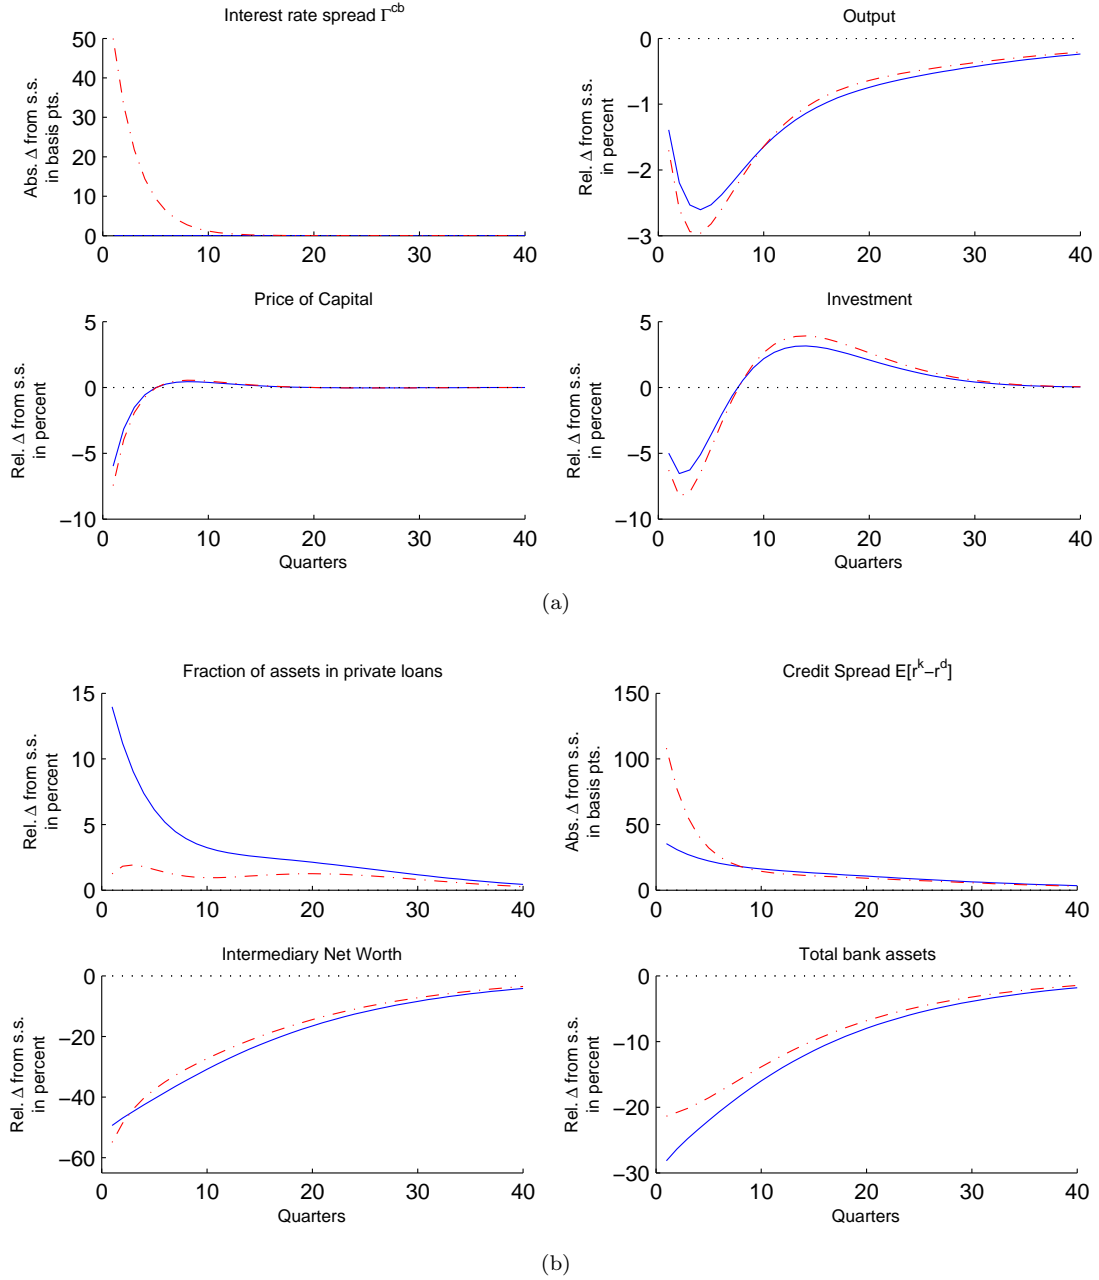 Interest rate spread Γ^cb
Abs. Δ from s.s.
in basis pts.
50
40
30
20
10
0
0
10
20
30
40
Output
Rel. Δ from s.s.
in percent
0
−1
−2
−3
0
10
20
30
40
Price of Capital
Rel. Δ from s.s.
in percent
5
0
−5
−10
0
10
20
30
40
Quarters
Investment
Rel. Δ from s.s.
in percent
5
0
−5
−10
0
10
20
30
40
Quarters
(a)
Fraction of assets in private loans
Rel. Δ from s.s.
in percent
15
10
5
0
0
10
20
30
40
Credit Spread E[r^k−r^d]
Abs. Δ from s.s.
in basis pts.
150
100
50
0
0
10
20
30
40
Intermediary Net Worth
Rel. Δ from s.s.
in percent
0
−20
−40
−60
0
10
20
30
40
Quarters
Total bank assets
Rel. Δ from s.s.
in percent
0
−10
−20
−30
0
10
20
30
40
Quarters
(b)